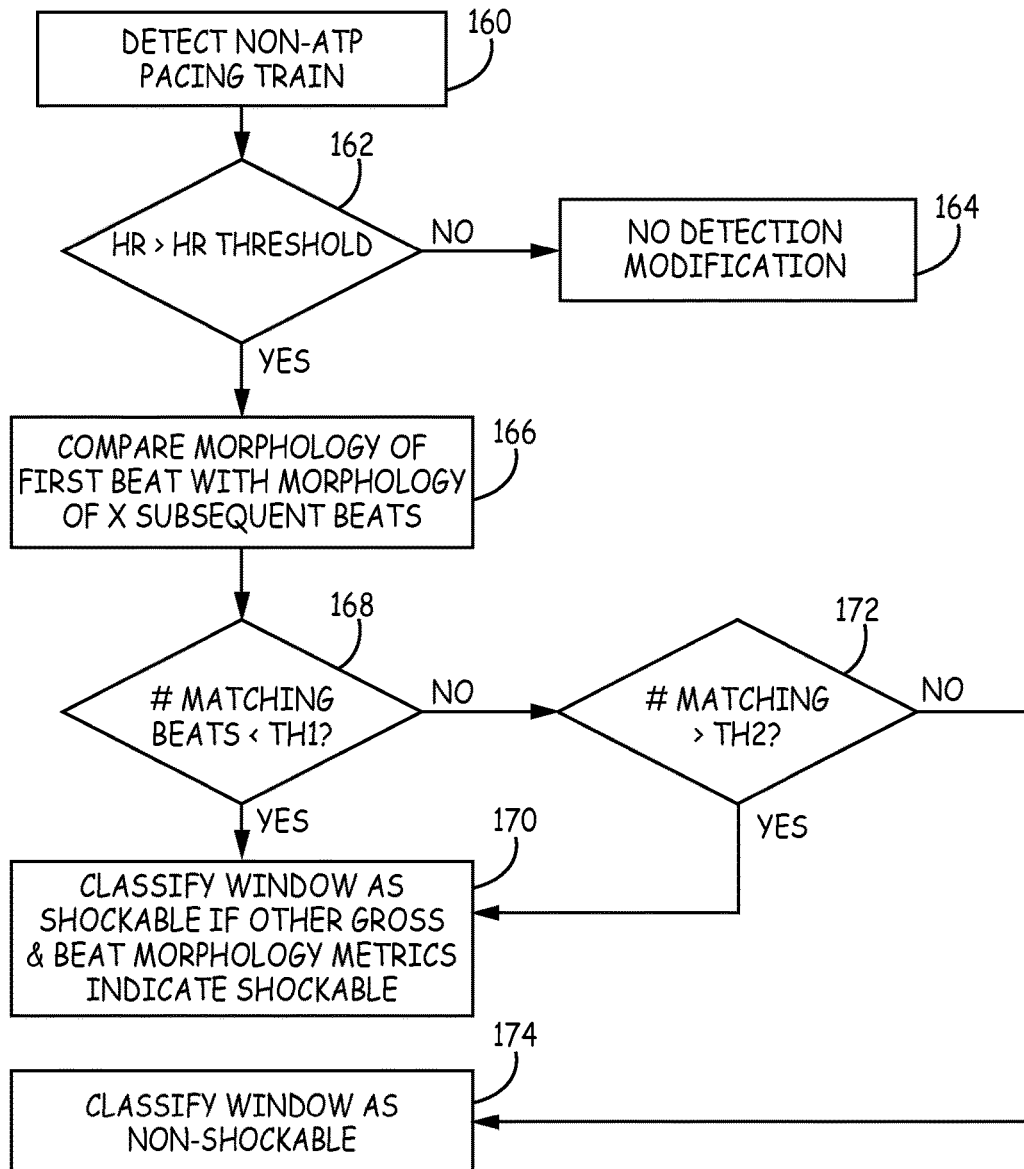 DETECT NON-ATP
PACING TRAIN
160
162
HR > HR THRESHOLD
NO
NO DETECTION
MODIFICATION
164
YES
COMPARE MORPHOLOGY OF
FIRST BEAT WITH MORPHOLOGY
OF X SUBSEQUENT BEATS
166
168
# MATCHING
BEATS < TH1?
NO
172
# MATCHING
> TH2?
NO
YES
YES
170
CLASSIFY WINDOW AS
SHOCKABLE IF OTHER GROSS
& BEAT MORPHOLOGY METRICS
INDICATE SHOCKABLE
174
CLASSIFY WINDOW AS
NON-SHOCKABLE